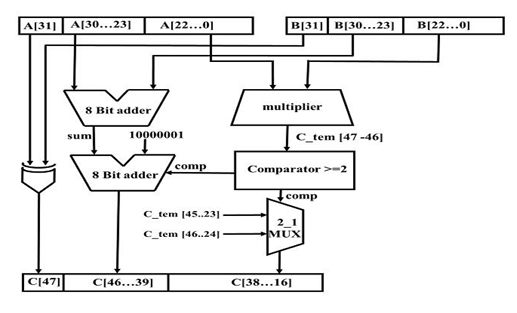 A[31] A[30...23] A[22...0] B[31] B[30...23] B[22...0]
8 Bit adder
multiplier
sum
10000001
C_tem [47 -46]
8 Bit adder
comp
Comparator >=2
comp
C_tem [45..23]
C_tem [46..24]
2_1
MUX
C[47] C[46...39] C[38...16]